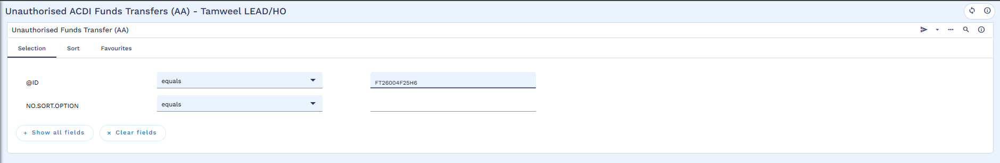 Unauthorised ACDI Funds Transfers (AA) - Tamweel LEAD/HO
Unauthorised Funds Transfer (AA)
Selection Sort Favourites
@ID equals FT26004F25H6
NO.SORT.OPTION equals
+ Show all fields × Clear fields